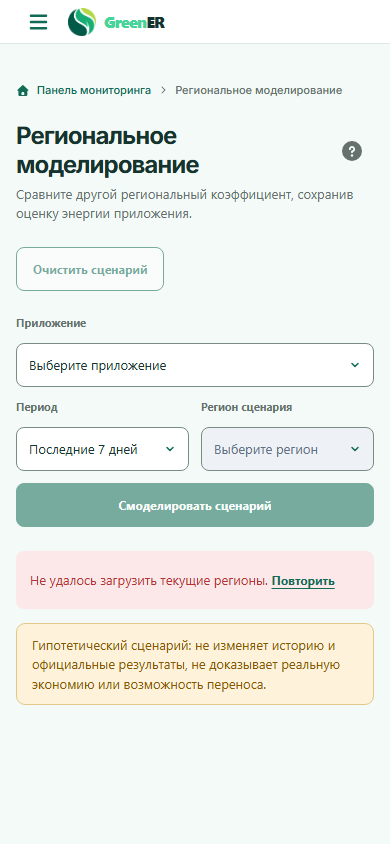 GreenER
Панель мониторинга > Региональное моделирование
Региональное
моделирование
?
Сравните другой региональный коэффициент, сохранив
оценку энергии приложения.
Очистить сценарий
Приложение
Выберите приложение
Период
Регион сценария
Последние 7 дней
Выберите регион
Смоделировать сценарий
Не удалось загрузить текущие регионы. Повторить
Гипотетический сценарий: не изменяет историю и
официальные результаты, не доказывает реальную
экономию или возможность переноса.